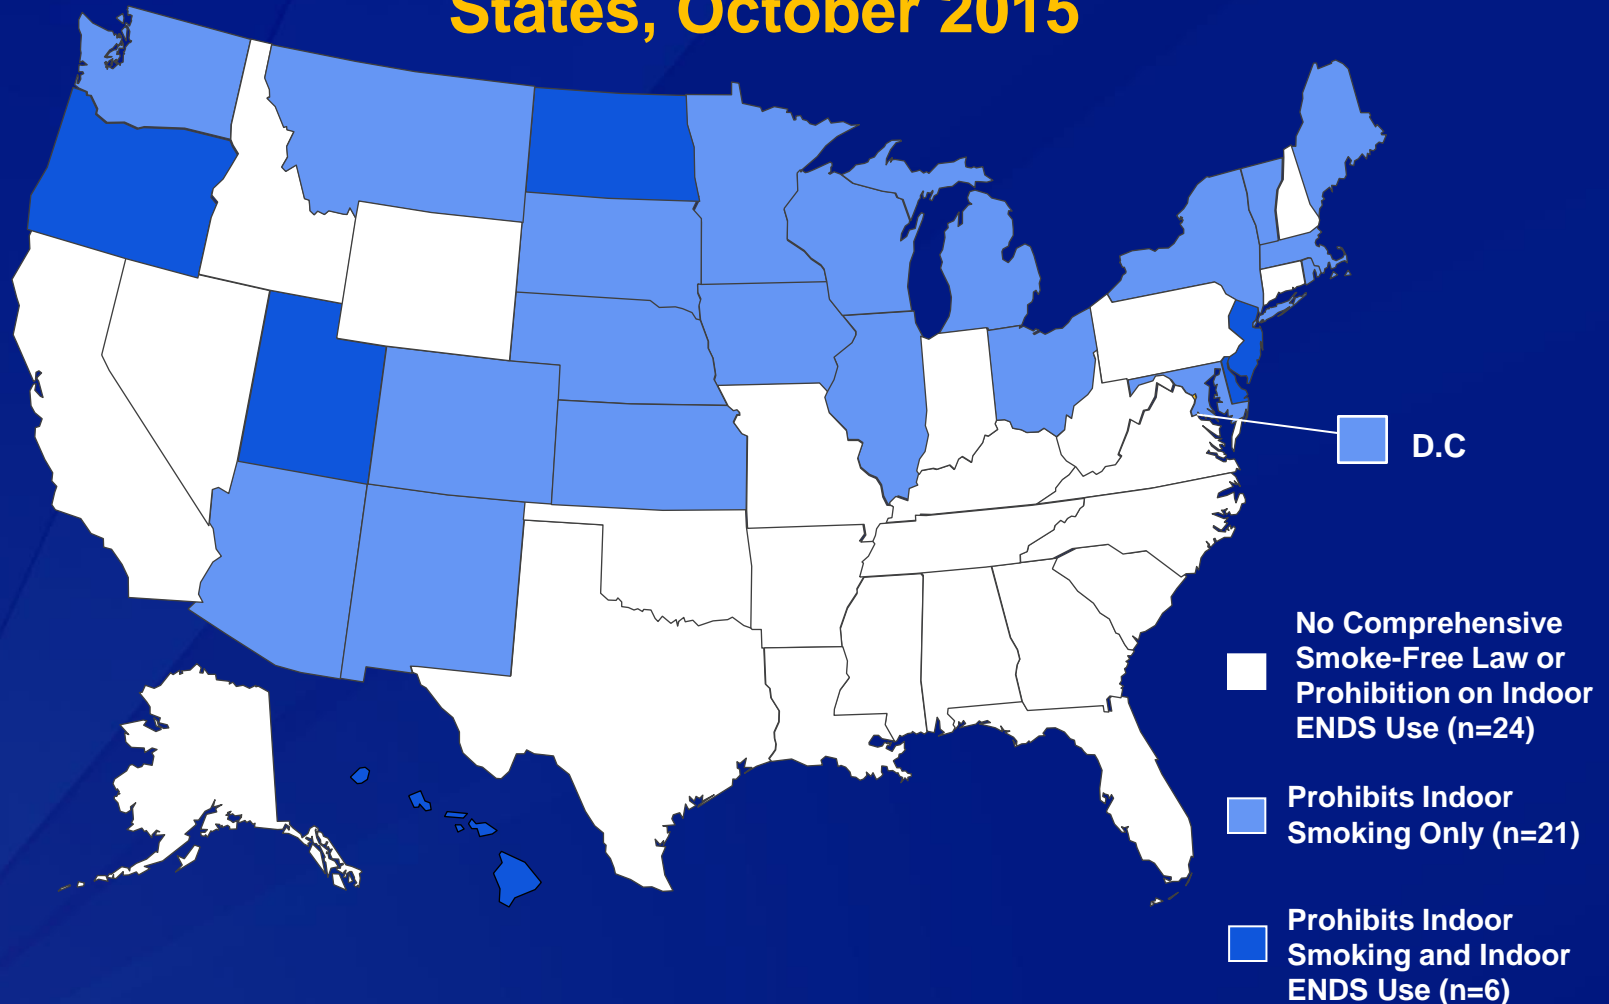 States, October 2015
D.C
No Comprehensive
Smoke-Free Law or
Prohibition on Indoor
ENDS Use (n=24)
Prohibits Indoor
Smoking Only (n=21)
Prohibits Indoor
Smoking and Indoor
ENDS Use (n=6)